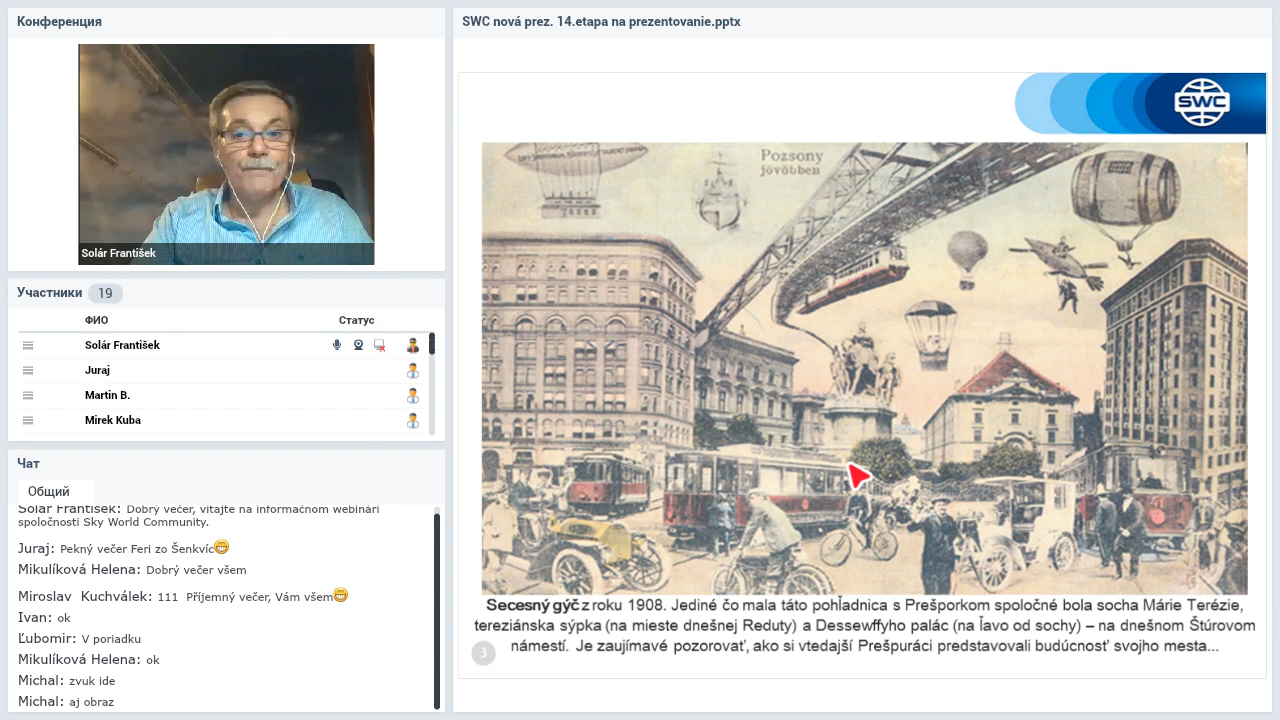 Конференция
Solár František
Участники 19
ФИО Статус
Solár František
Juraj
Martin B.
Mirek Kuba
Чат
Общий
Solár František: Dobrý večer, vitajte na informačnom webinári
spoločnosti Sky World Community.
Juraj: Pekný večer Feri zo Šenkvíc
Mikulíková Helena: Dobrý večer všem
Miroslav Kuchválek: 111 Příjemný večer, Vám všem
Ivan: ok
Ľubomir: V poriadku
Mikulíková Helena: ok
Michal: zvuk ide
Michal: aj obraz
SWC nová prez. 14.etapa na prezentovanie.pptx
SWC
Pozsony
jövőbben
Secesný gýč z roku 1908. Jediné čo mala táto pohľadnica s Prešporkom spoločné bola socha Márie Terézie,
tereziánska sýpka (na mieste dnešnej Reduty) a Dessewffyho palác (na ľavo od sochy) – na dnešnom Štúrovom
námestí. Je zaujímavé pozorovať, ako si vtedajší Prešpuráci predstavovali budúcnosť svojho mesta...
3